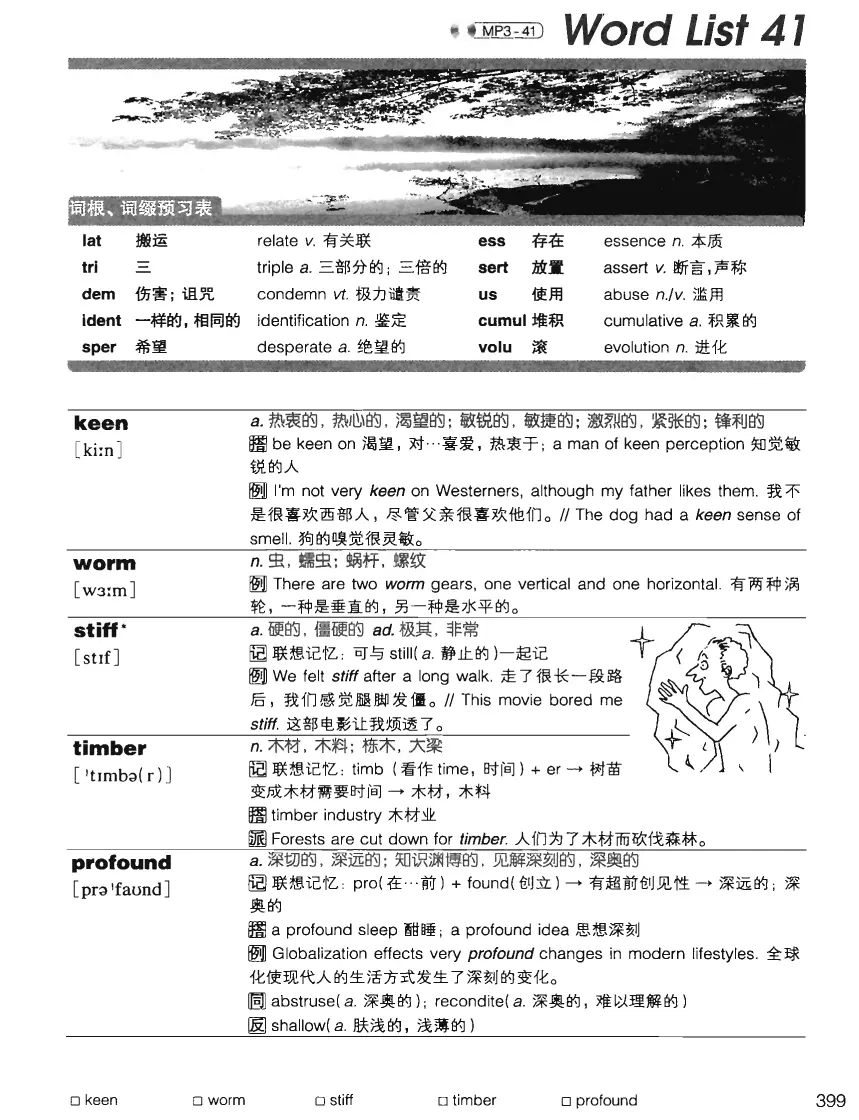 MP3-41 Word List 41
词根、词缀预习表
lat 搬运 relate v. 有关联 ess 存在 essence n. 本质
tri 三 triple a. 三部分的；三倍的 sert 放置 assert v. 断言,声称
dem 伤害；诅咒 condemn vt. 极力谴责 us 使用 abuse n./v. 滥用
ident 一样的，相同的 identification n. 鉴定 cumul 堆积 cumulative a. 积累的
sper 希望 desperate a. 绝望的 volu 滚 evolution n. 进化
keen a. 热衷的，热心的，渴望的；敏锐的，敏捷的；激烈的，紧张的；锋利的
[kiːn] 搭 be keen on 渴望，对…喜爱，热衷于；a man of keen perception 知觉敏
锐的人
例 I'm not very keen on Westerners, although my father likes them. 我不
是很喜欢西部人，尽管父亲很喜欢他们。// The dog had a keen sense of
smell. 狗的嗅觉很灵敏。
worm n. 虫，蠕虫；蜗杆，螺纹
[wɜːm] 例 There are two worm gears, one vertical and one horizontal. 有两种涡
轮，一种是垂直的，另一种是水平的。
stiff* a. 硬的，僵硬的 ad. 极其，非常
[stɪf] 记 联想记忆：可与 still(a. 静止的)一起记
例 We felt stiff after a long walk. 走了很长一段路
后，我们感觉腿脚发僵。// This movie bored me
stiff. 这部电影让我烦透了。
timber n. 木材，木料；栋木，大梁
[ˈtɪmbə(r)] 记 联想记忆：timb（看作 time，时间）+ er → 树苗
变成木材需要时间 → 木材，木料
搭 timber industry 木材业
派 Forests are cut down for timber. 人们为了木材而砍伐森林。
profound a. 深切的，深远的；知识渊博的，见解深刻的，深奥的
[prəˈfaʊnd] 记 联想记忆：pro(在…前) + found(创立) → 有超前创见性 → 深远的；深
奥的
搭 a profound sleep 酣睡；a profound idea 思想深刻
例 Globalization effects very profound changes in modern lifestyles. 全球
化使现代人的生活方式发生了深刻的变化。
同 abstruse(a. 深奥的)；recondite(a. 深奥的，难以理解的)
反 shallow(a. 肤浅的，浅薄的)
□ keen □ worm □ stiff □ timber □ profound 399